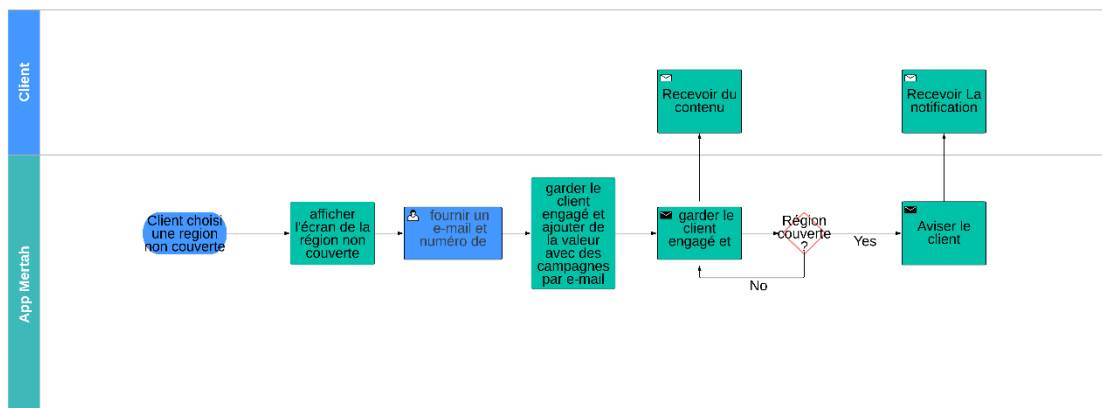 Client
Recevoir du
contenu
Recevoir La
notification
App Mertah
Client choisi
une region
non couverte
afficher
l'écran de la
région non
couverte
fournir un
e-mail et
numéro de
garder le
client
engagé et
ajouter de
la valeur
avec des
campagnes
par e-mail
garder le
client
engagé et
Région
couverte
?
Yes
No
Aviser le
client